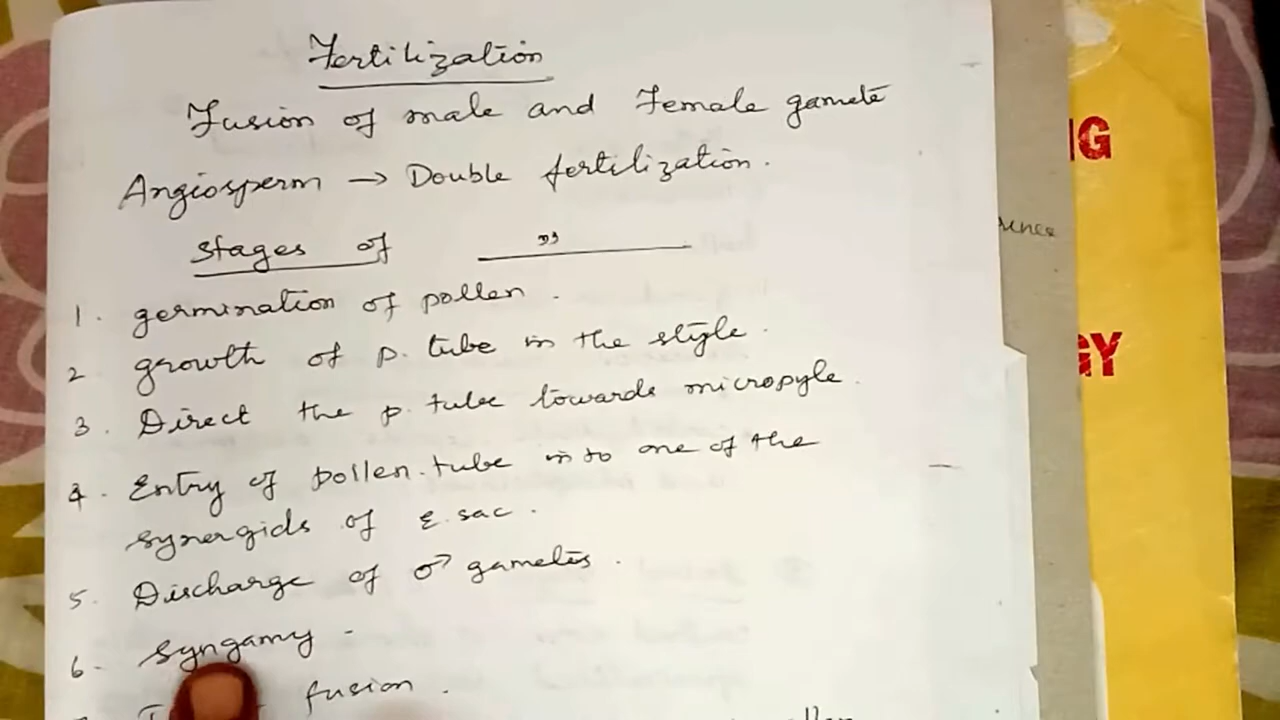 Fertilization
Fusion of male and Female gamete
Angiosperm → Double fertilization.
Stages of " 
1. germination of pollen.
2 growth of p. tube in the style.
3. Direct the p. tube towards micropyle.
4. Entry of pollen.tube into one of the
synergids of E.sac.
5. Discharge of ♂ gametes.
6- Syngamy -
fusion.
IG
GY